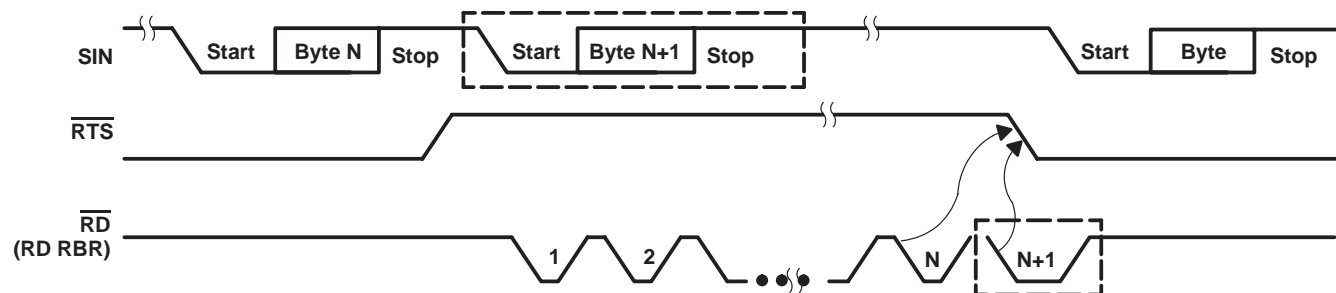 SIN
Start Byte N Stop Start Byte N+1 Stop Start Byte Stop
RTS
RD
(RD RBR)
1 2 N N+1